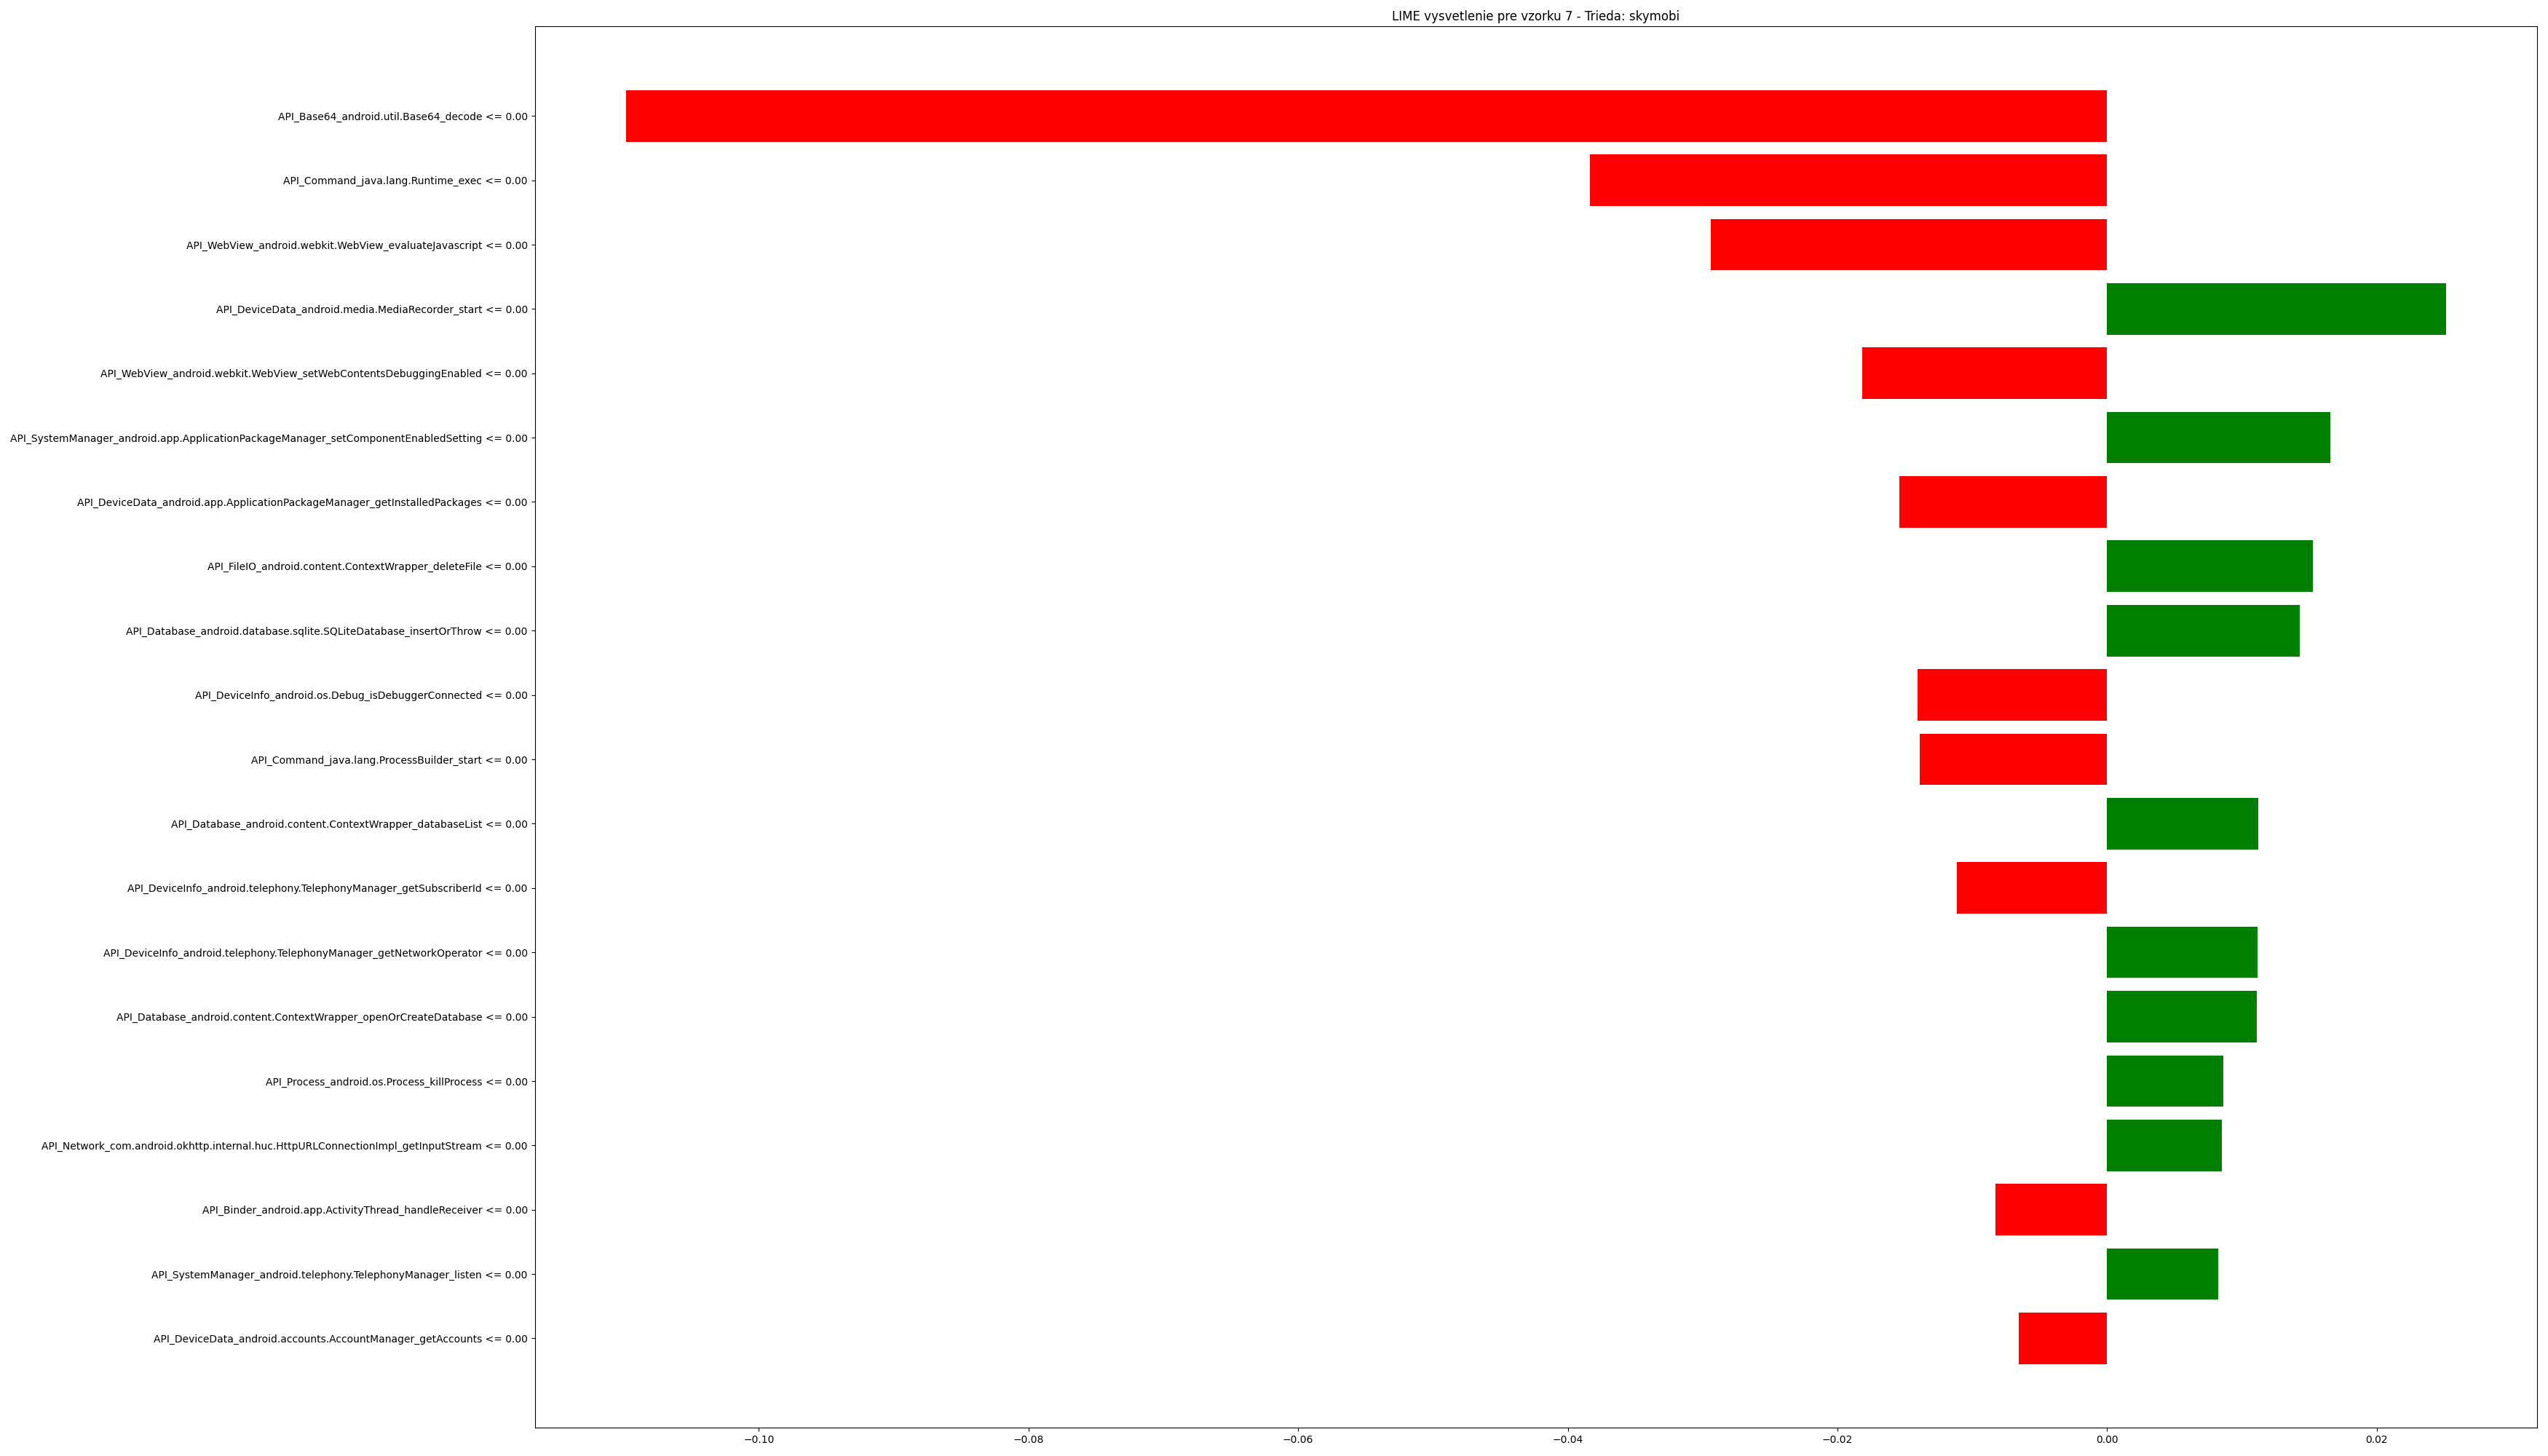 LIME vysvetlenie pre vzorku 7 - Trieda: skymobi
API_Base64_android.util.Base64_decode <= 0.00
API_Command_java.lang.Runtime_exec <= 0.00
API_WebView_android.webkit.WebView_evaluateJavascript <= 0.00
API_DeviceData_android.media.MediaRecorder_start <= 0.00
API_WebView_android.webkit.WebView_setWebContentsDebuggingEnabled <= 0.00
API_SystemManager_android.app.ApplicationPackageManager_setComponentEnabledSetting <= 0.00
API_DeviceData_android.app.ApplicationPackageManager_getInstalledPackages <= 0.00
API_FileIO_android.content.ContextWrapper_deleteFile <= 0.00
API_Database_android.database.sqlite.SQLiteDatabase_insertOrThrow <= 0.00
API_DeviceInfo_android.os.Debug_isDebuggerConnected <= 0.00
API_Command_java.lang.ProcessBuilder_start <= 0.00
API_Database_android.content.ContextWrapper_databaseList <= 0.00
API_DeviceInfo_android.telephony.TelephonyManager_getSubscriberId <= 0.00
API_DeviceInfo_android.telephony.TelephonyManager_getNetworkOperator <= 0.00
API_Database_android.content.ContextWrapper_openOrCreateDatabase <= 0.00
API_Process_android.os.Process_killProcess <= 0.00
API_Network_com.android.okhttp.internal.huc.HttpURLConnectionImpl_getInputStream <= 0.00
API_Binder_android.app.ActivityThread_handleReceiver <= 0.00
API_SystemManager_android.telephony.TelephonyManager_listen <= 0.00
API_DeviceData_android.accounts.AccountManager_getAccounts <= 0.00
−0.10 −0.08 −0.06 −0.04 −0.02 0.00 0.02